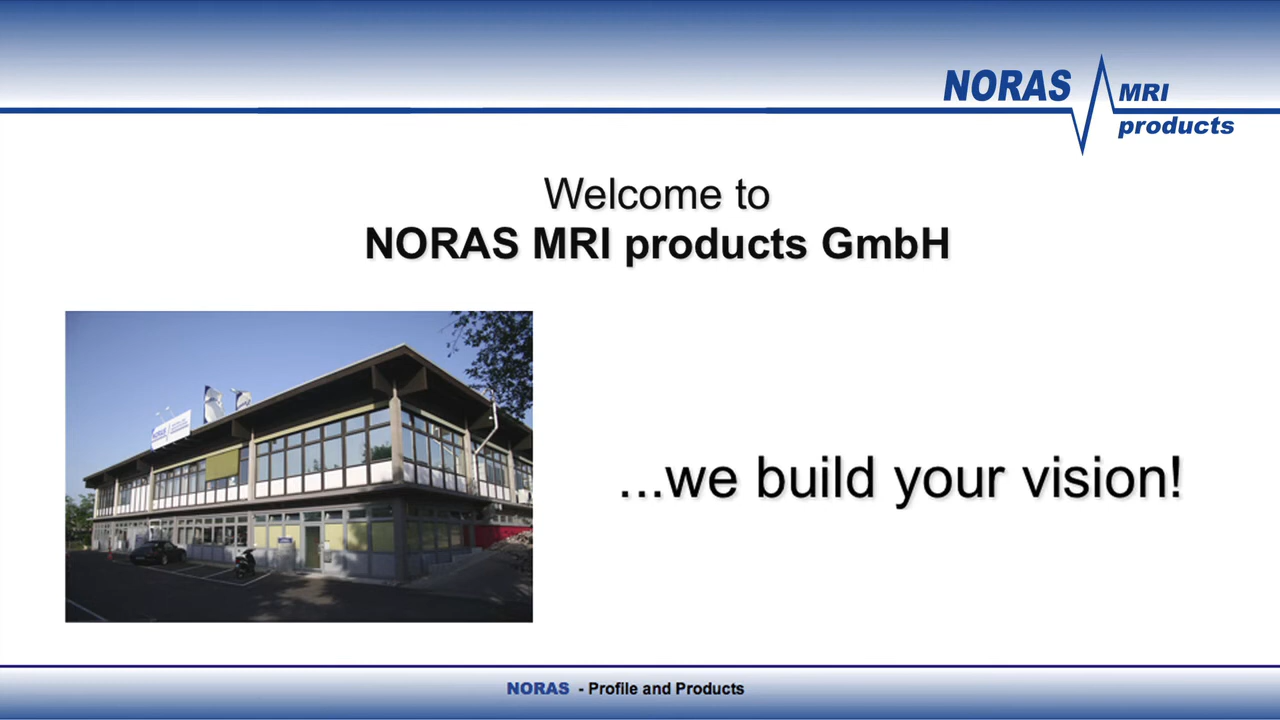 NORAS MRI
products
Welcome to
NORAS MRI products GmbH
...we build your vision!
NORAS - Profile and Products